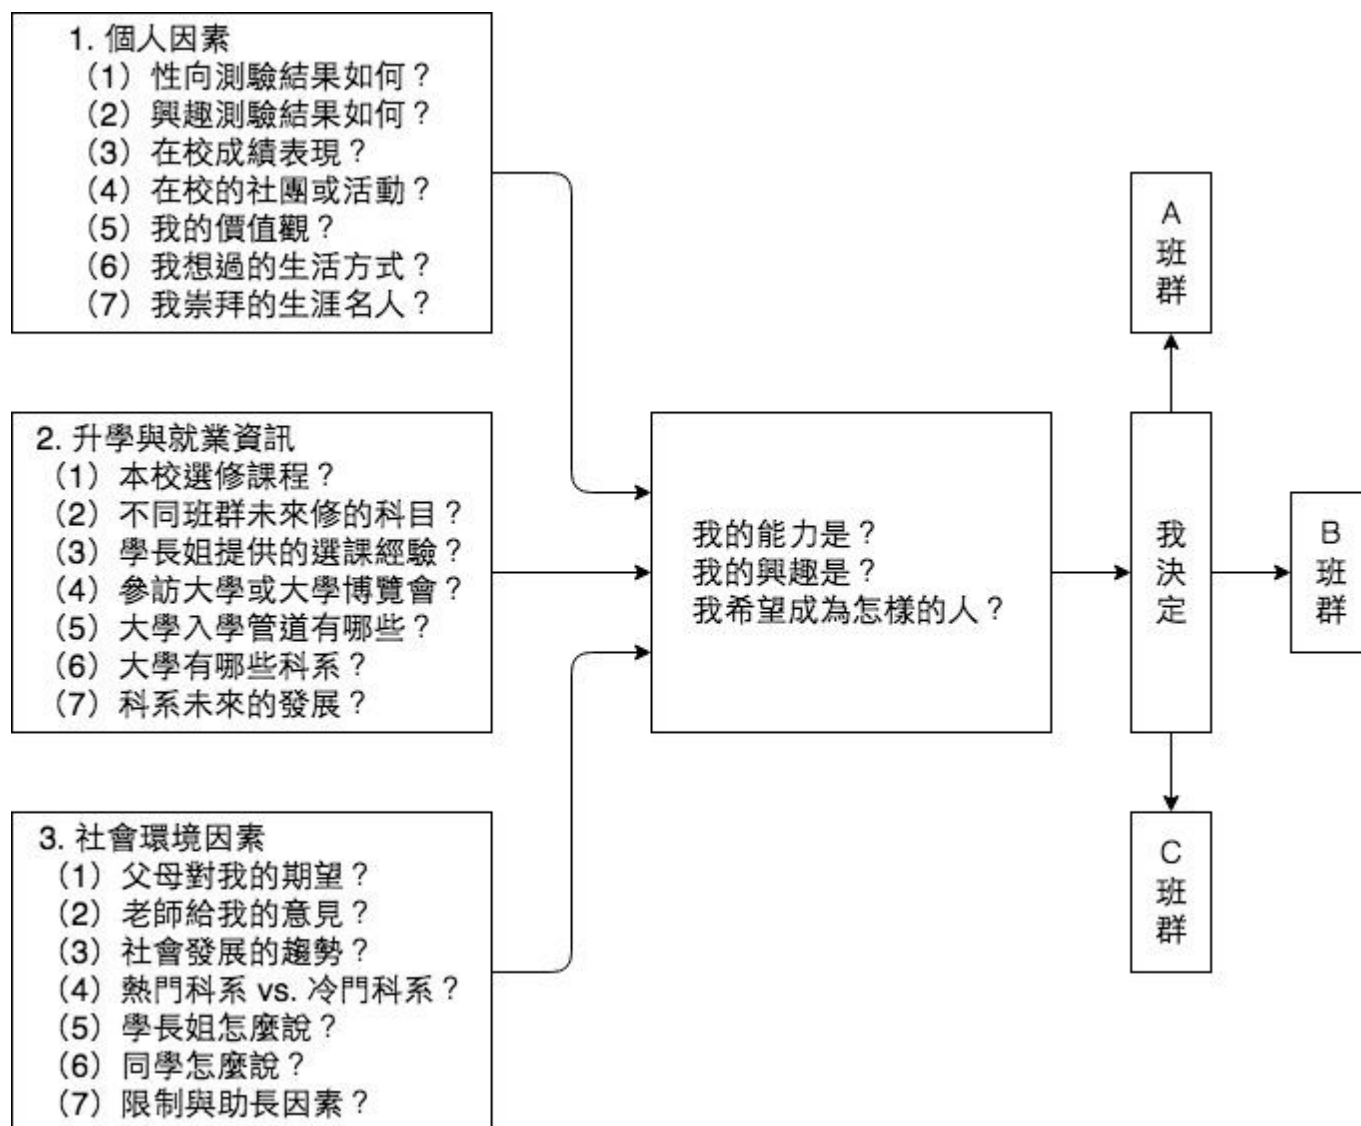 1. 個人因素
（1）性向測驗結果如何？
（2）興趣測驗結果如何？
（3）在校成績表現？
（4）在校的社團或活動？
（5）我的價值觀？
（6）我想過的生活方式？
（7）我崇拜的生涯名人？
2. 升學與就業資訊
（1）本校選修課程？
（2）不同班群未來修的科目？
（3）學長姐提供的選課經驗？
（4）參訪大學或大學博覽會？
（5）大學入學管道有哪些？
（6）大學有哪些科系？
（7）科系未來的發展？
3. 社會環境因素
（1）父母對我的期望？
（2）老師給我的意見？
（3）社會發展的趨勢？
（4）熱門科系 vs. 冷門科系？
（5）學長姐怎麼說？
（6）同學怎麼說？
（7）限制與助長因素？
我的能力是？
我的興趣是？
我希望成為怎樣的人？
我決定
A班群
B班群
C班群